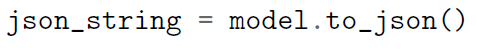 json_string = model.to_json()